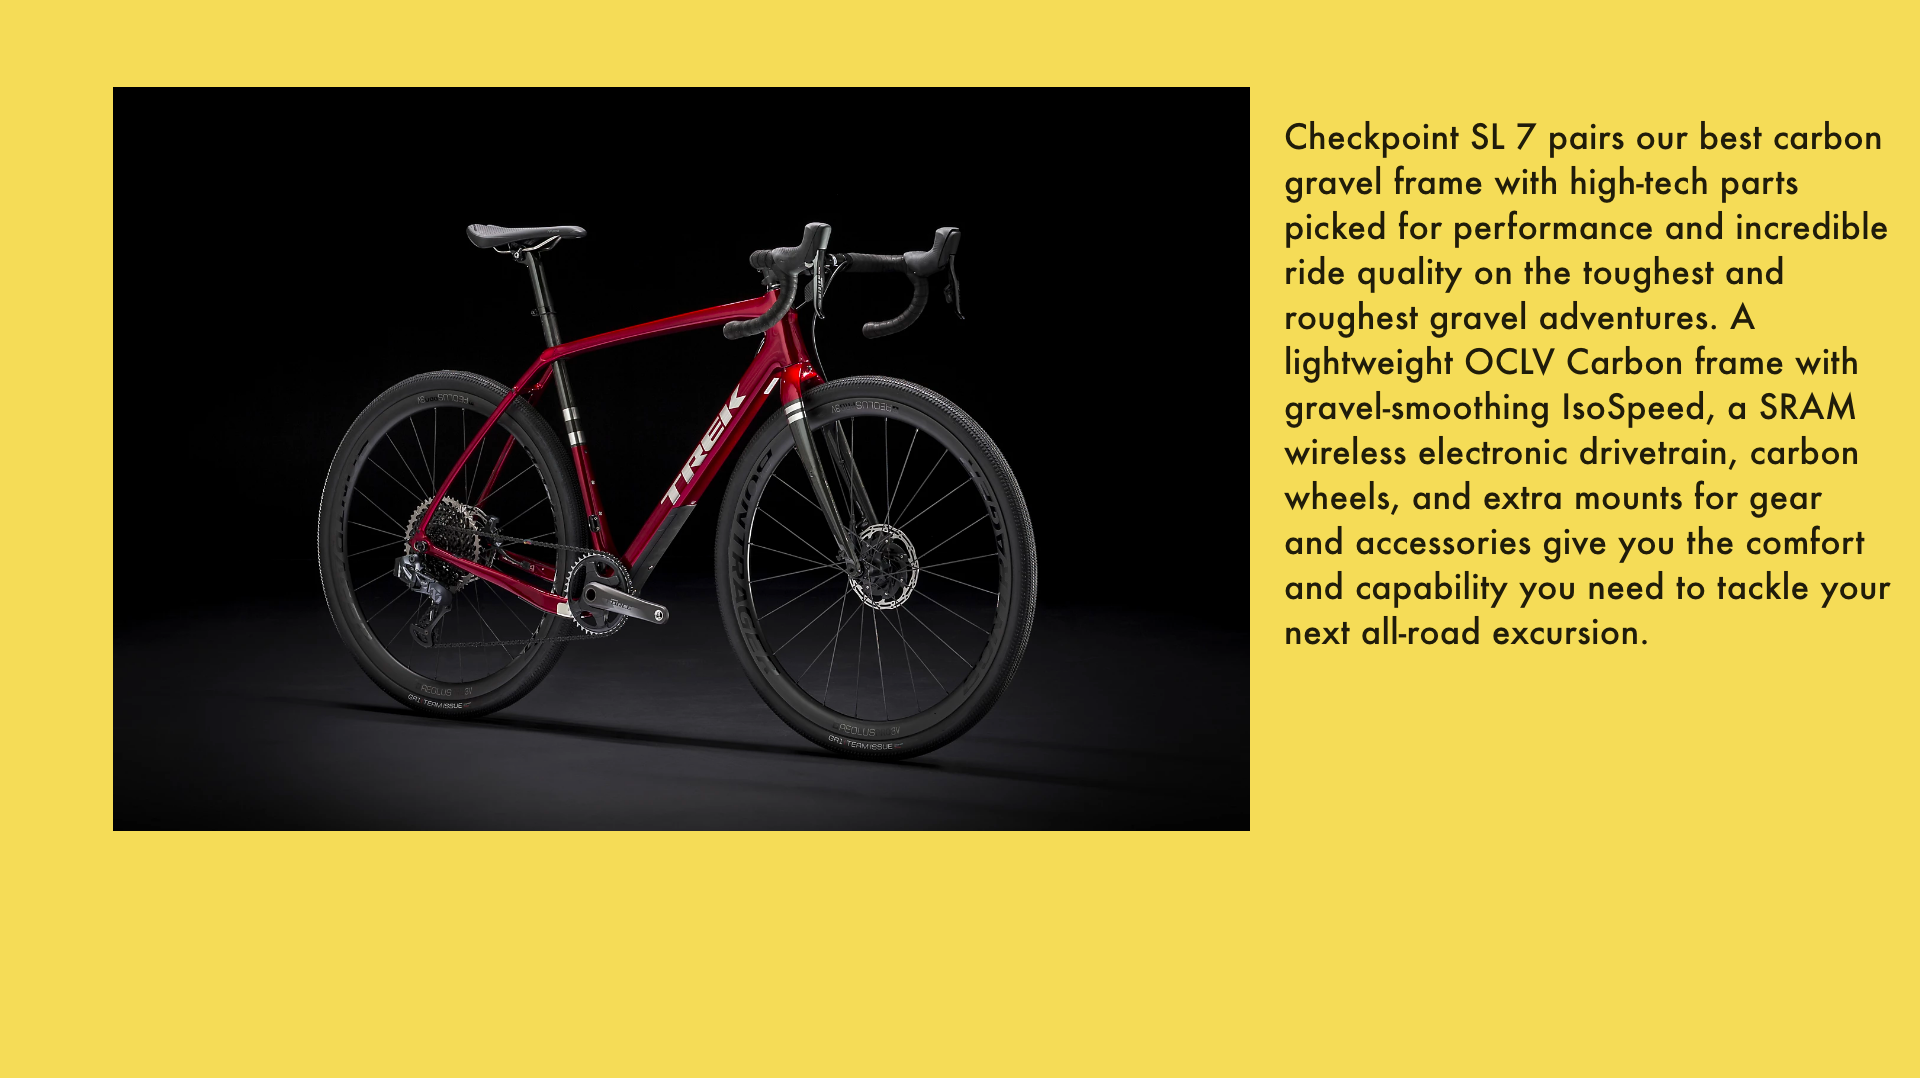 Checkpoint SL 7 pairs our best carbon
gravel frame with high-tech parts
picked for performance and incredible
ride quality on the toughest and
roughest gravel adventures. A
lightweight OCLV Carbon frame with
gravel-smoothing IsoSpeed, a SRAM
wireless electronic drivetrain, carbon
wheels, and extra mounts for gear
and accessories give you the comfort
and capability you need to tackle your
next all-road excursion.
TREK
BONTRAGER
AEOLUS 3V
GR1 TEAM ISSUE
AEOLUS 3V
GR1 TEAM ISSUE